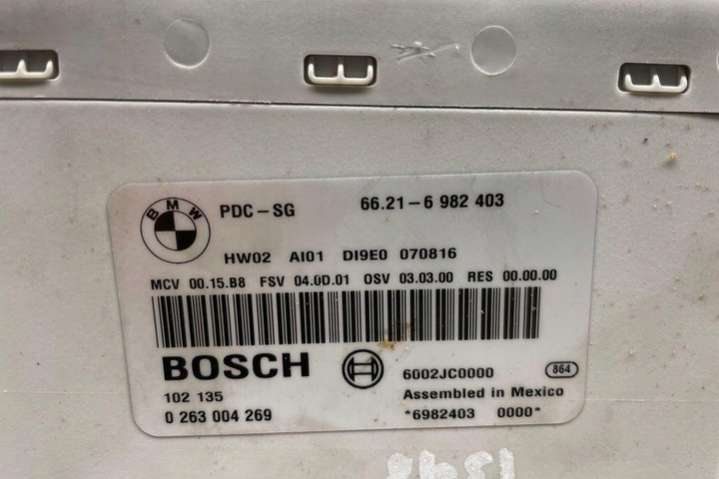 BMW
PDC-SG 66.21-6 982 403
HW02 AI01 DI9E0 070816
MCV 00.15.B8 FSV 04.0D.01 OSV 03.03.00 RES 00.00.00
BOSCH
6002JC0000 864
102 135 Assembled in Mexico
0 263 004 269 *6982403 0000*